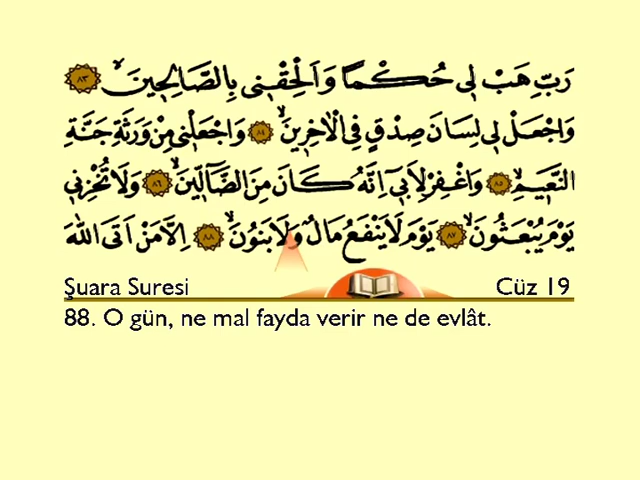 رَبِّ هَبْ لِى حُكْمًا وَاَلْحِقْنِى بِالصَّالِحِينَۙ ﴿٨٣﴾
وَاجْعَلْ لِى لِسَانَ صِدْقٍ فِى الْاٰخِرِينَۙ ﴿٨٤﴾ وَاجْعَلْنِى مِنْ وَرَثَةِ جَنَّةِ
النَّعِيمِۙ ﴿٨٥﴾ وَاغْفِرْ لِاَبِىٓ اِنَّهُ كَانَ مِنَ الضَّٓالِّينَۙ ﴿٨٦﴾ وَلَا تُخْزِنِى
يَوْمَ يُبْعَثُونَۙ ﴿٨٧﴾ يَوْمَ لَا يَنْفَعُ مَالٌ وَلَا بَنُونَۙ ﴿٨٨﴾ اِلَّا مَنْ اَتَى اللّٰهَ
Şuara Suresi Cüz 19
88. O gün, ne mal fayda verir ne de evlât.